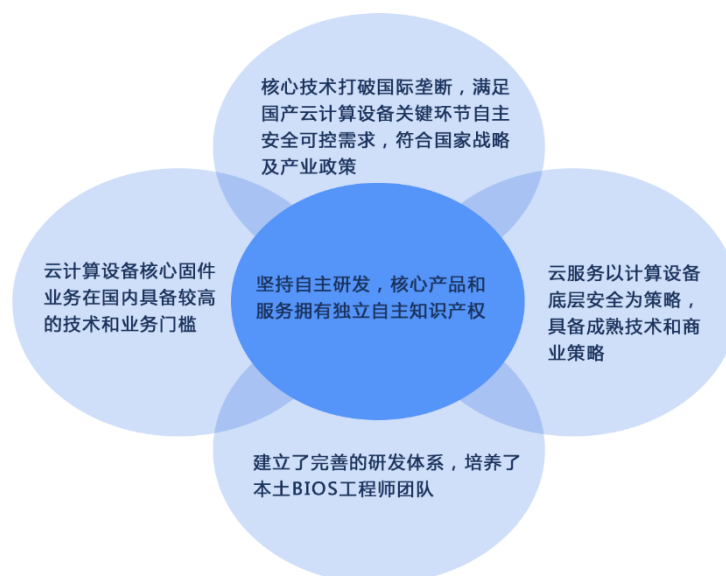 核心技术打破国际垄断，满足
国产云计算设备关键环节自主
安全可控需求，符合国家战略
及产业政策
云计算设备核心固件
业务在国内具备较高
的技术和业务门槛
坚持自主研发，核心产品和
服务拥有独立自主知识产权
云服务以计算设备
底层安全为策略，
具备成熟技术和商
业策略
建立了完善的研发体系，培养了
本土BIOS工程师团队